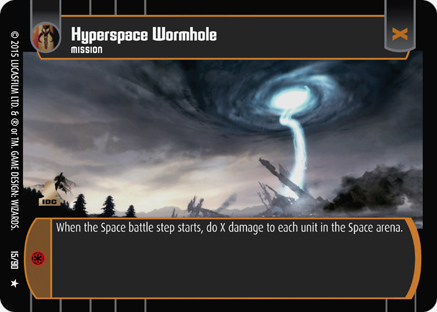 Hyperspace Wormhole
MISSION
X
© 2015 LUCASFILM LTD. & ® or TM. GAME DESIGN: WIZARDS.
IDC
When the Space battle step starts, do X damage to each unit in the Space arena.
15/90